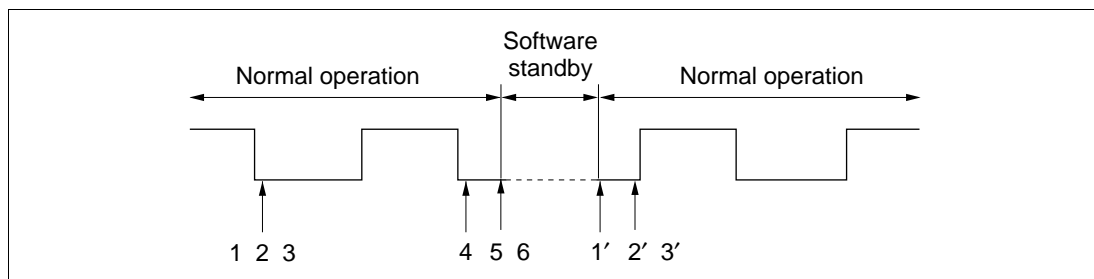 Software
standby
Normal operation
Normal operation
1 2 3
4 5 6
1′ 2′ 3′